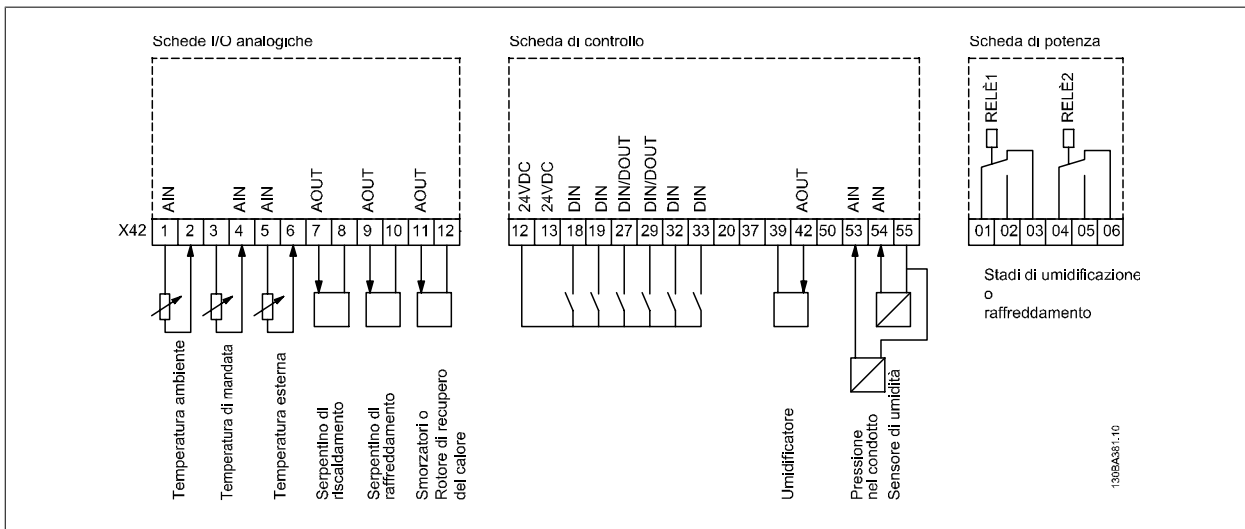 Schede I/O analogiche
Scheda di controllo
Scheda di potenza
RELÈ1
RELÈ2
AIN
AIN
AIN
AOUT
AOUT
AOUT
24VDC
24VDC
DIN
DIN
DIN/DOUT
DIN/DOUT
DIN
DIN
AOUT
AIN
AIN
X42
1 2 3 4 5 6 7 8 9 10 11 12
12 13 18 19 27 29 32 33 20 37 39 42 50 53 54 55
01 02 03 04 05 06
Stadi di umidificazione
o
raffreddamento
Temperatura ambiente
Temperatura di mandata
Temperatura esterna
Serpentino di
riscaldamento
Serpentino di
raffreddamento
Smorzatori o
Rotore di recupero
del calore
Umidificatore
Pressione
nel condotto
Sensore di umidità
130BA381.10